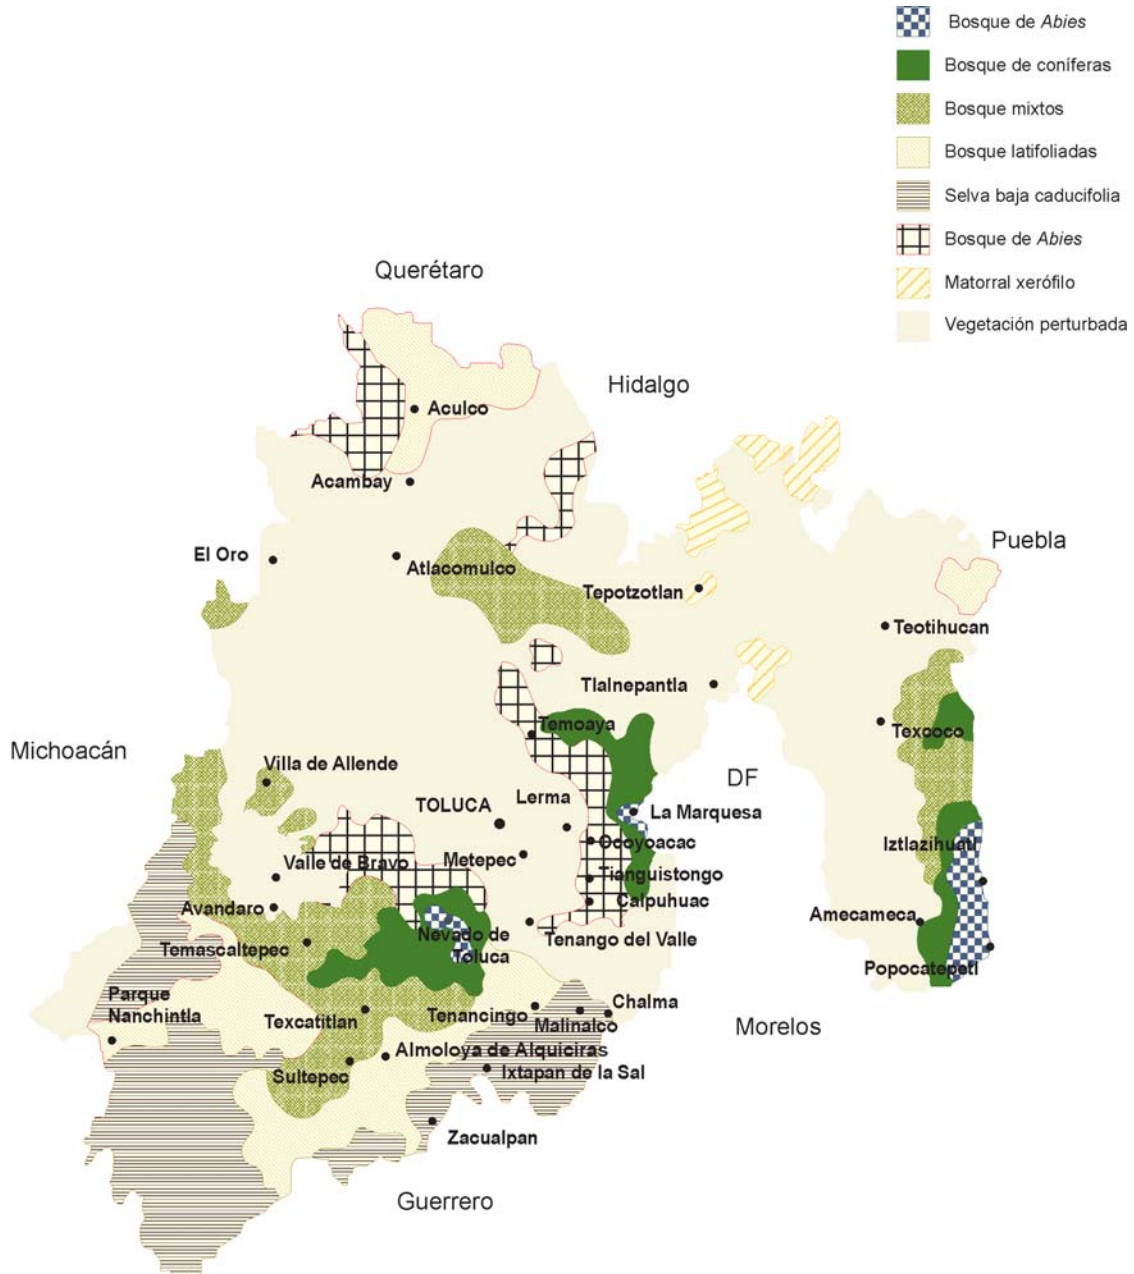 Bosque de Abies
Bosque de coníferas
Bosque mixtos
Bosque latifoliadas
Selva baja caducifolia
Bosque de Abies
Matorral xerófilo
Vegetación perturbada
Querétaro
Hidalgo
Aculco
Acambay
Puebla
El Oro
Atlacomulco
Tepotzotlan
Teotihucan
Tlalnepantla
Temoaya
Texcoco
Michoacán
Villa de Allende
DF
Lerma
TOLUCA
La Marquesa
Ocoyoacac
Iztlazihuatl
Metepec
Valle de Bravo
Tianguistongo
Calpuhuac
Avandaro
Amecameca
Nevado de
Toluca
Tenango del Valle
Temascaltepec
Popocatepetl
Parque
Nanchintla
Chalma
Texcatitlan
Tenancingo
Malinalco
Morelos
Almoloya de Alquiciras
Sultepec
Ixtapan de la Sal
Zacualpan
Guerrero